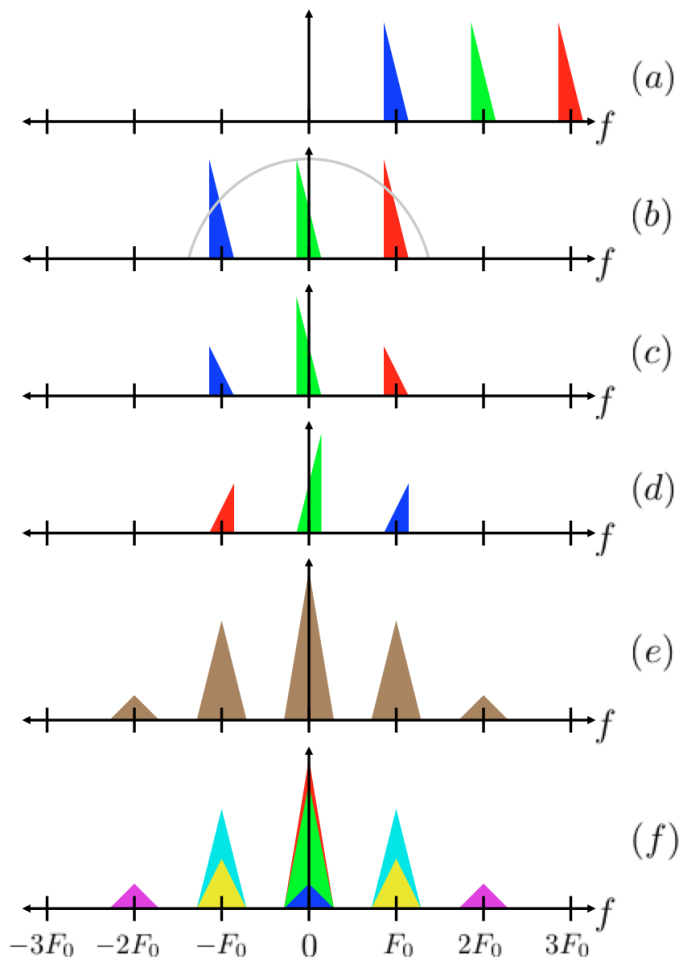 (a)
f
(b)
f
(c)
f
(d)
f
(e)
f
(f)
f
−3F₀ −2F₀ −F₀ 0 F₀ 2F₀ 3F₀